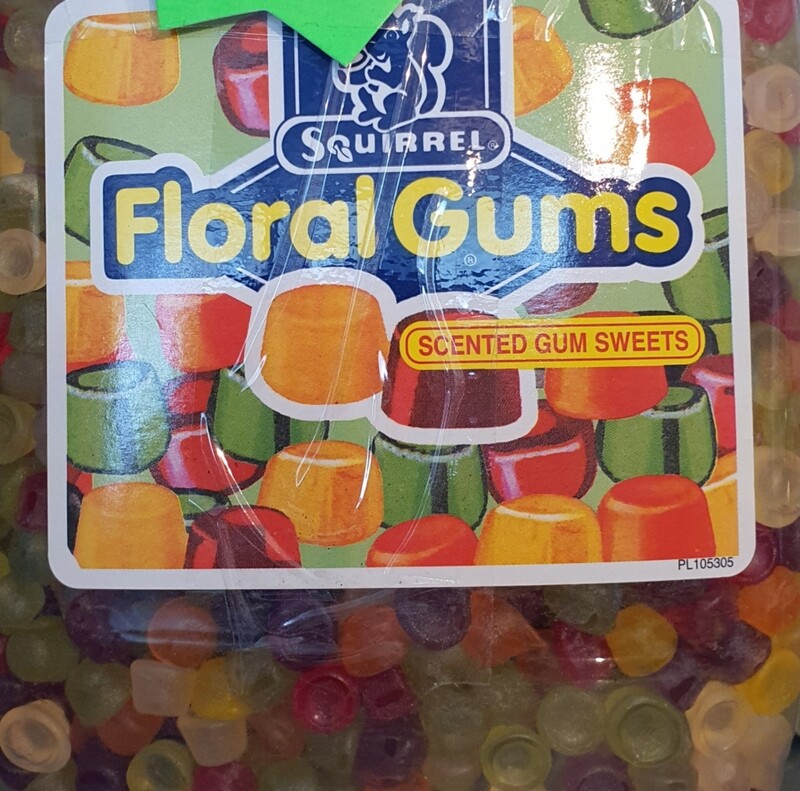 SQUIRREL®
Floral Gums®
SCENTED GUM SWEETS
PL105305